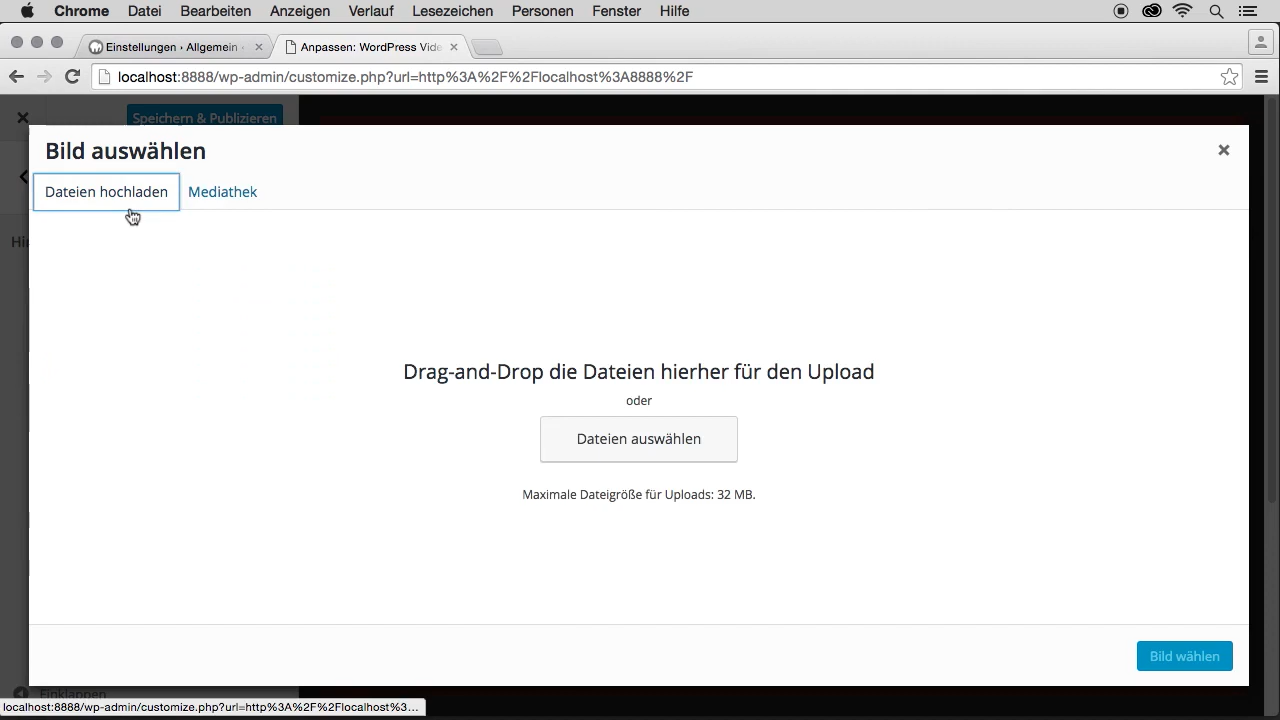 Chrome Datei Bearbeiten Anzeigen Verlauf Lesezeichen Personen Fenster Hilfe
Einstellungen ‹ Allgemein
Anpassen: WordPress Vide
localhost:8888/wp-admin/customize.php?url=http%3A%2F%2Flocalhost%3A8888%2F
Speichern & Publizieren
Bild auswählen
Dateien hochladen Mediathek
Drag-and-Drop die Dateien hierher für den Upload
oder
Dateien auswählen
Maximale Dateigröße für Uploads: 32 MB.
Bild wählen
Einklappen
localhost:8888/wp-admin/customize.php?url=http%3A%2F%2Flocalhost%3...